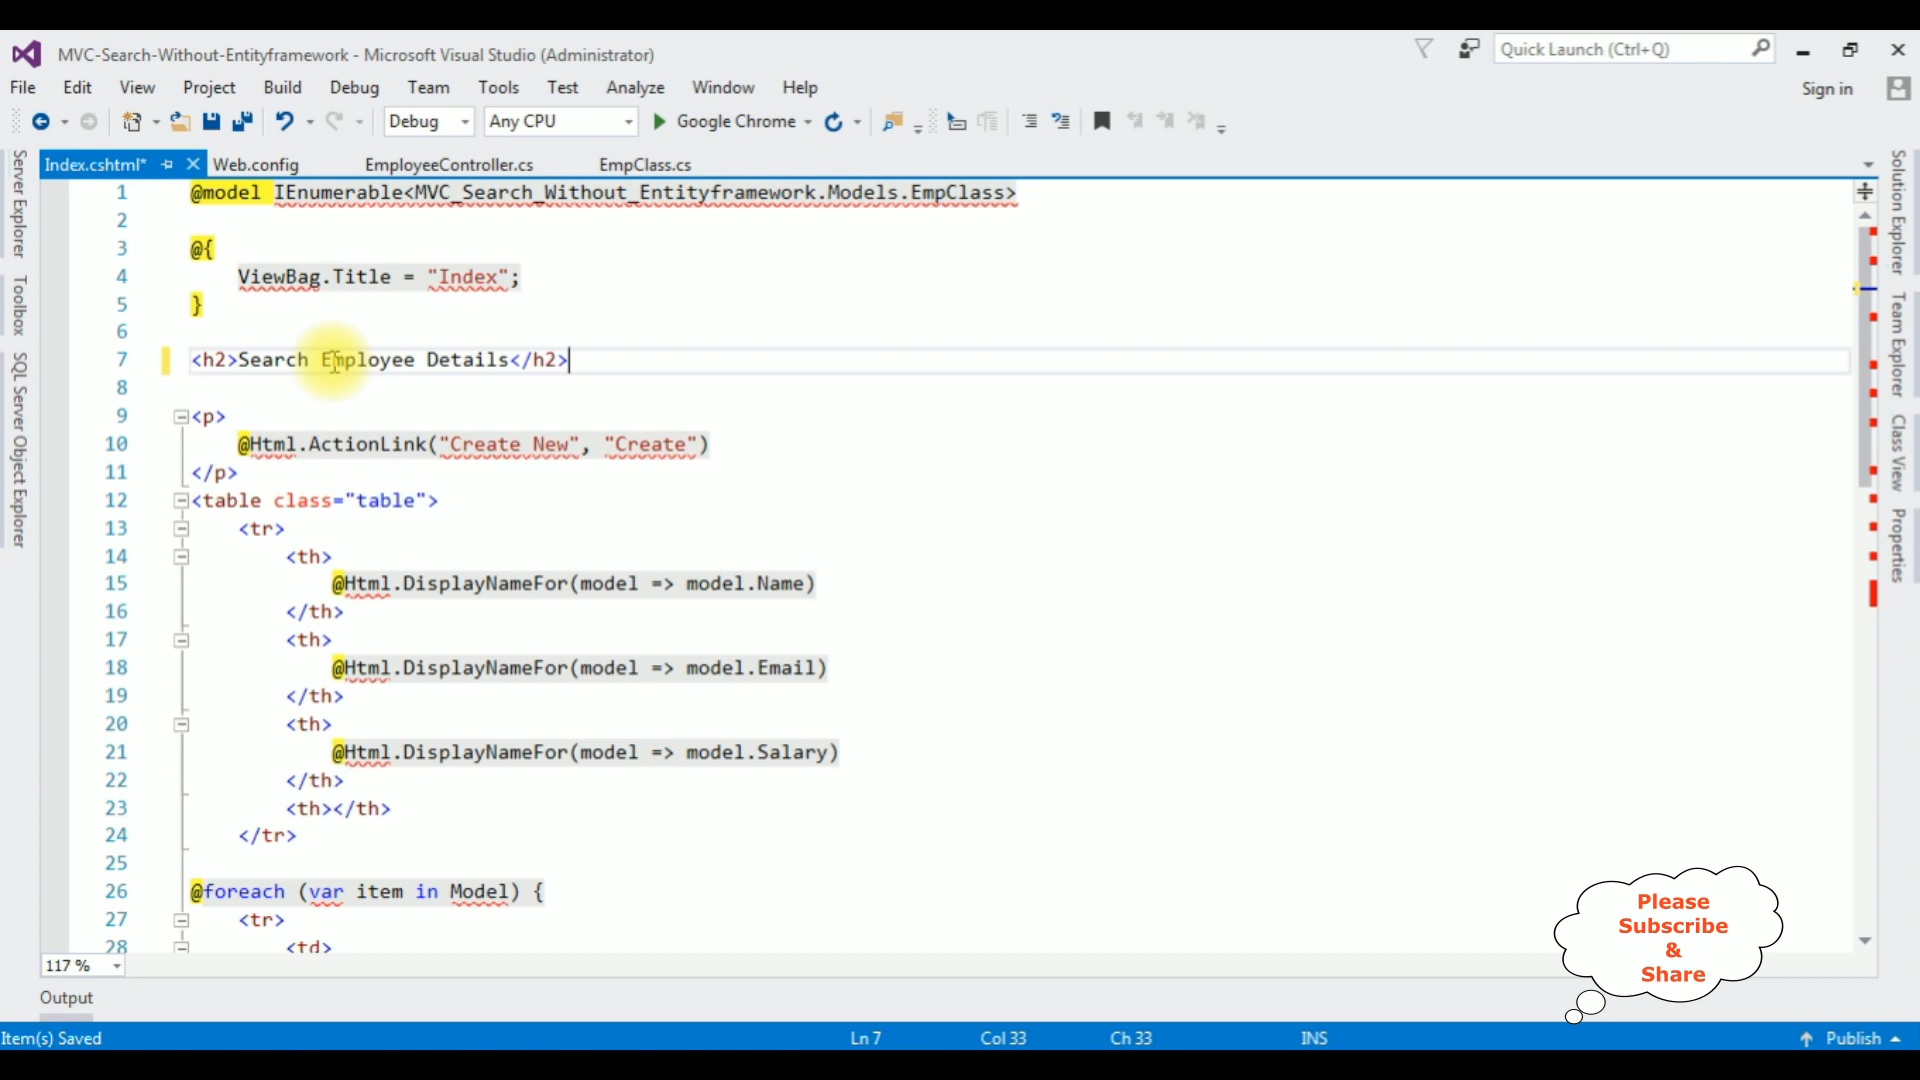 MVC-Search-Without-Entityframework - Microsoft Visual Studio (Administrator)
Quick Launch (Ctrl+Q)
File Edit View Project Build Debug Team Tools Test Analyze Window Help
Sign in
Debug Any CPU Google Chrome
Index.cshtml* Web.config EmployeeController.cs EmpClass.cs
Server Explorer
Toolbox
SQL Server Object Explorer
1 @model IEnumerable<MVC_Search_Without_Entityframework.Models.EmpClass>
2
3 @{
4 ViewBag.Title = "Index";
5 }
6
7 <h2>Search Employee Details</h2>
8
9 <p>
10 @Html.ActionLink("Create New", "Create")
11 </p>
12 <table class="table">
13 <tr>
14 <th>
15 @Html.DisplayNameFor(model => model.Name)
16 </th>
17 <th>
18 @Html.DisplayNameFor(model => model.Email)
19 </th>
20 <th>
21 @Html.DisplayNameFor(model => model.Salary)
22 </th>
23 <th></th>
24 </tr>
25
26 @foreach (var item in Model) {
27 <tr>
28 <td>
Solution Explorer
Team Explorer
Class View
Properties
Please
Subscribe
&
Share
117 %
Output
Item(s) Saved Ln 7 Col 33 Ch 33 INS Publish